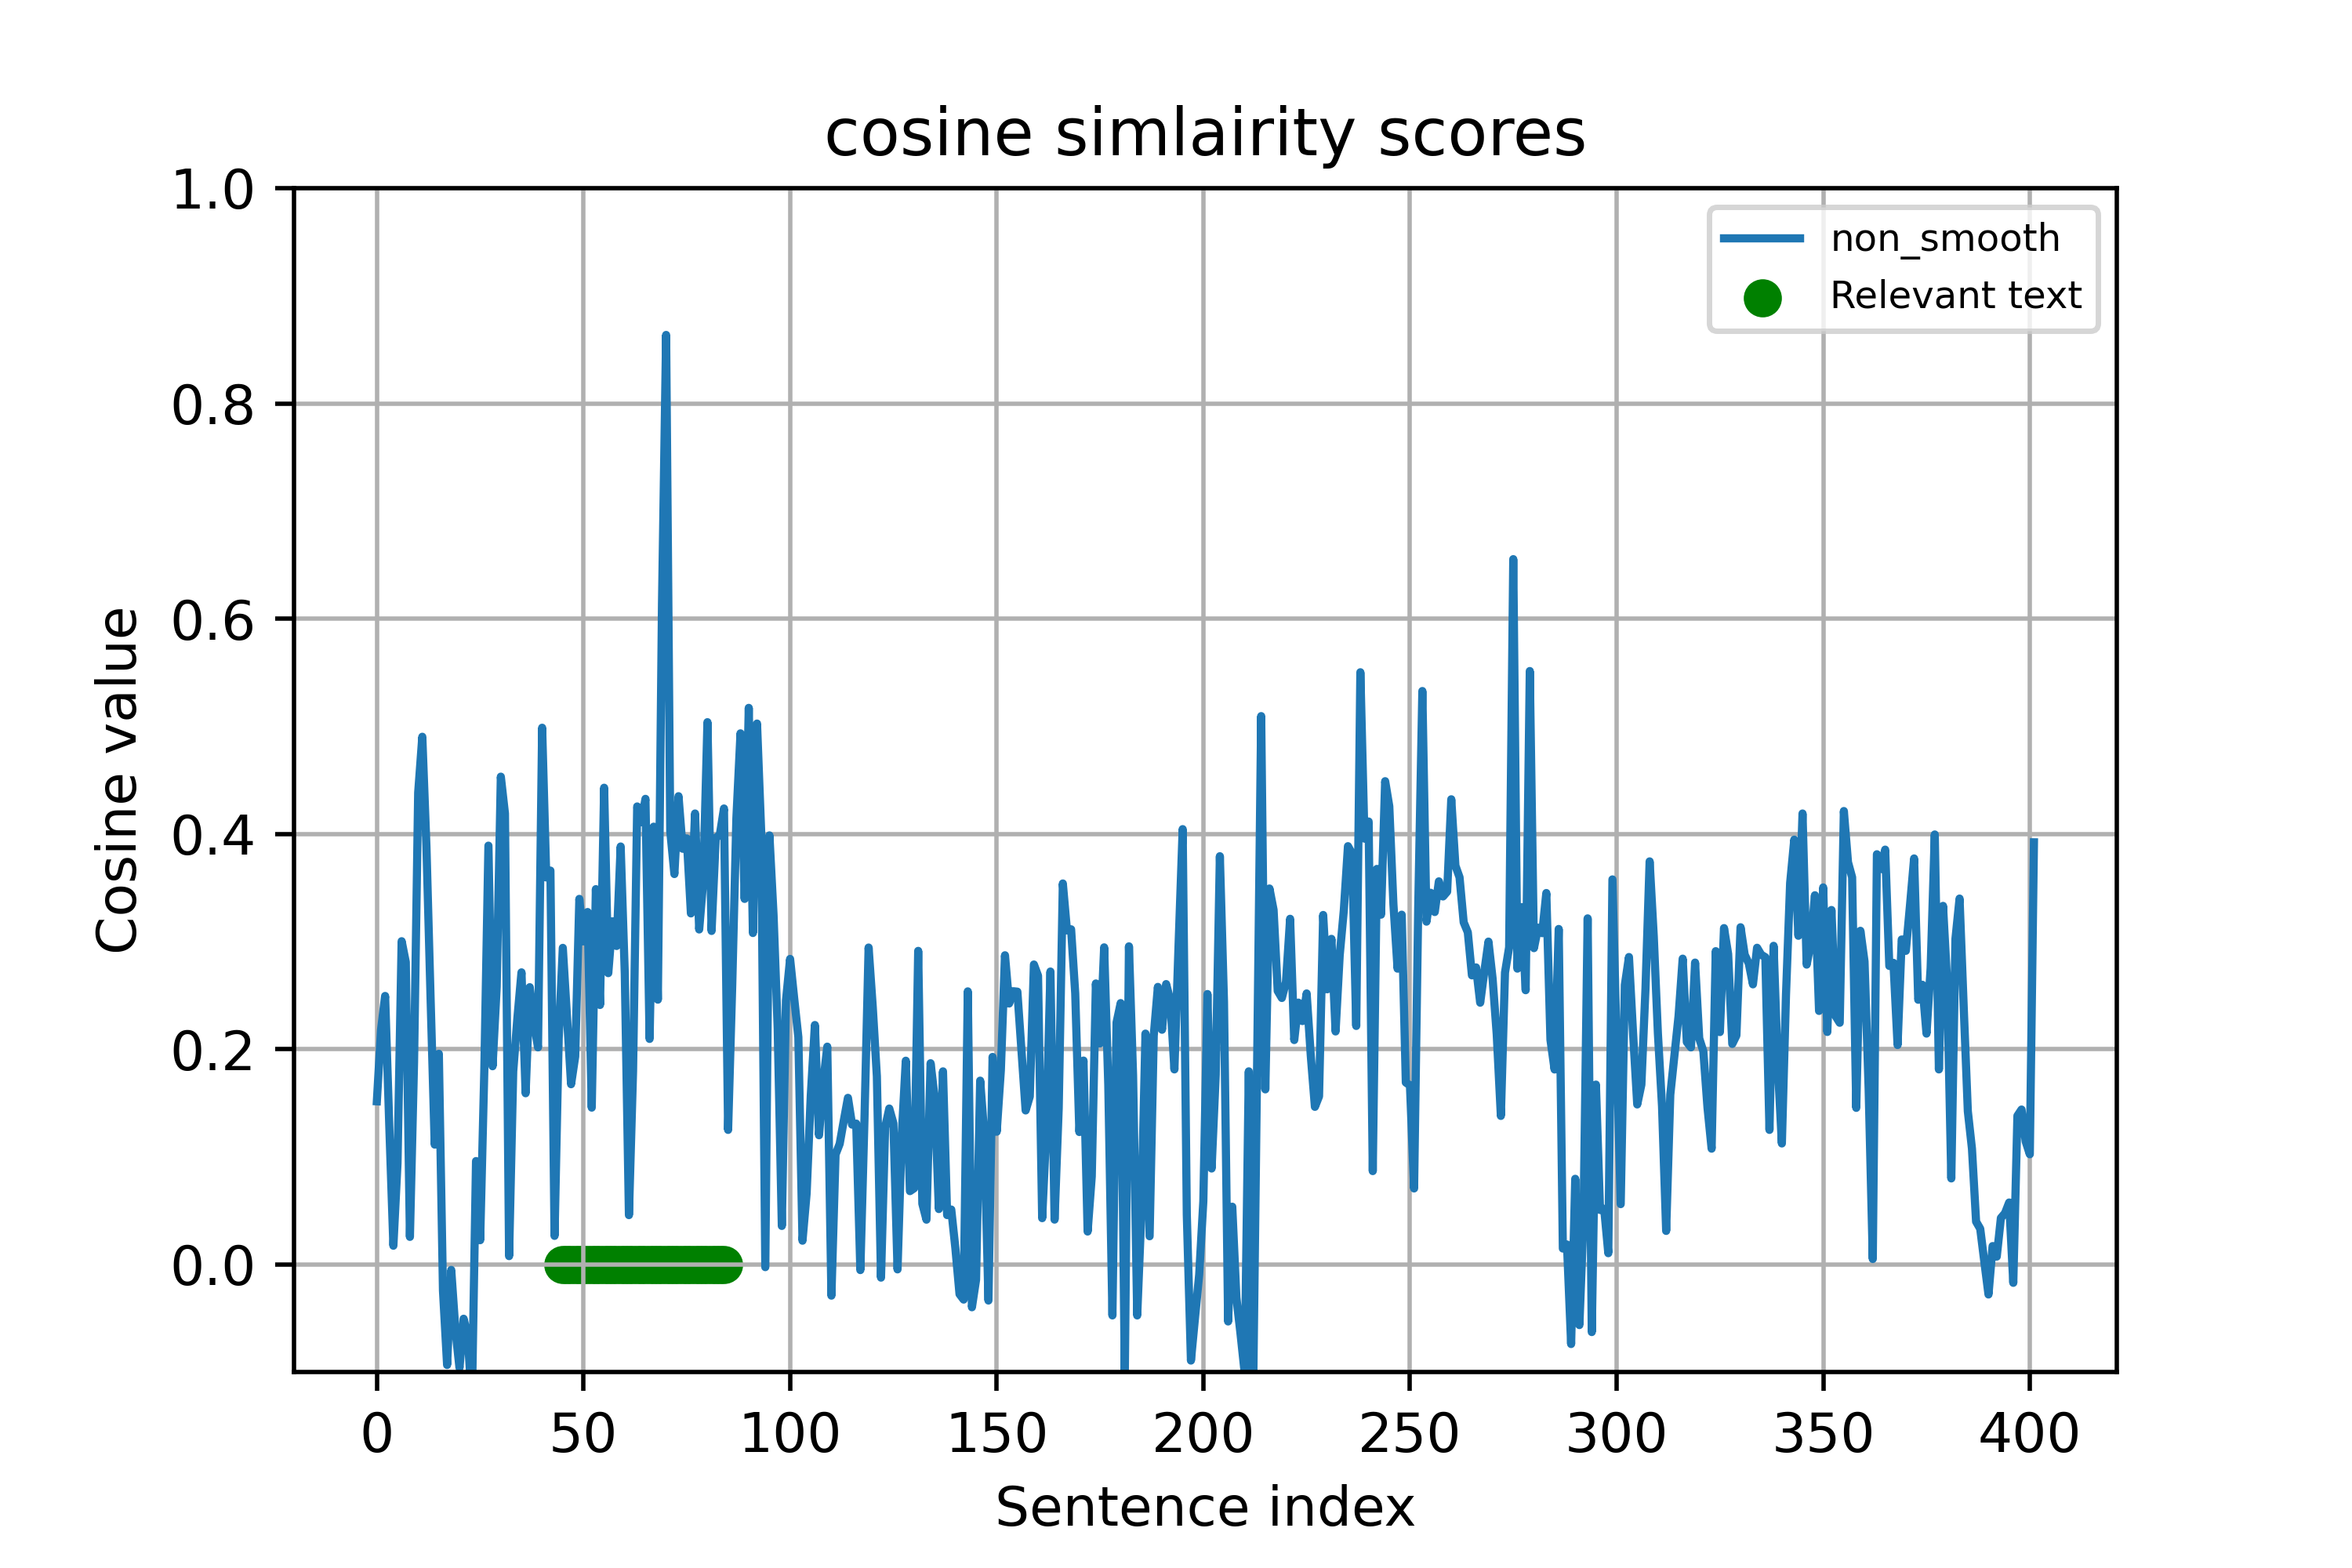 cosine simlairity scores
1.0
0.8
0.6
0.4
0.2
0.0
Cosine value
non_smooth
Relevant text
0 50 100 150 200 250 300 350 400
Sentence index